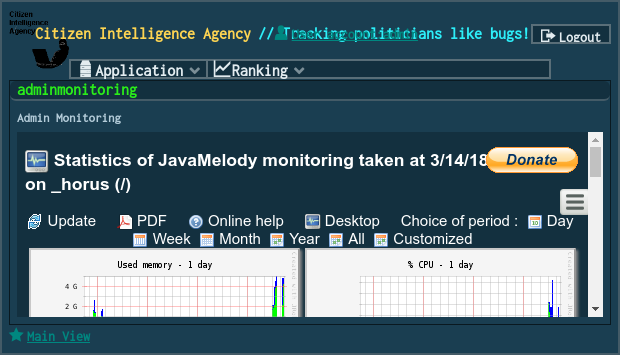 Citizen
Intelligence
Agency
Citizen Intelligence Agency // Tracking politicians like bugs!
Logout
Application
Ranking
adminmonitoring
Admin Monitoring
Statistics of JavaMelody monitoring taken at 3/14/18
Donate
on _horus (/)
Update PDF Online help Desktop Choice of period : Day
Week Month Year All Customized
Used memory - 1 day
% CPU - 1 day
4 G
2 G
Main View